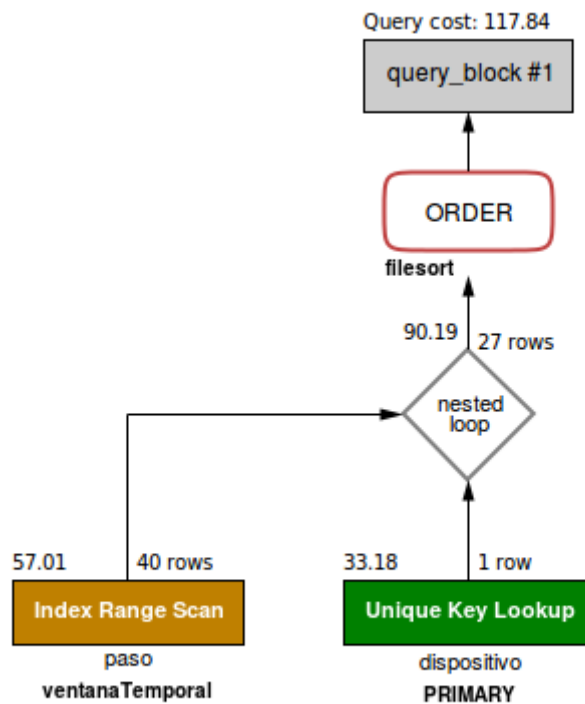 Query cost: 117.84
query_block #1
ORDER
filesort
90.19
27 rows
nested
loop
57.01
40 rows
33.18
1 row
Index Range Scan
Unique Key Lookup
paso
dispositivo
ventanaTemporal
PRIMARY